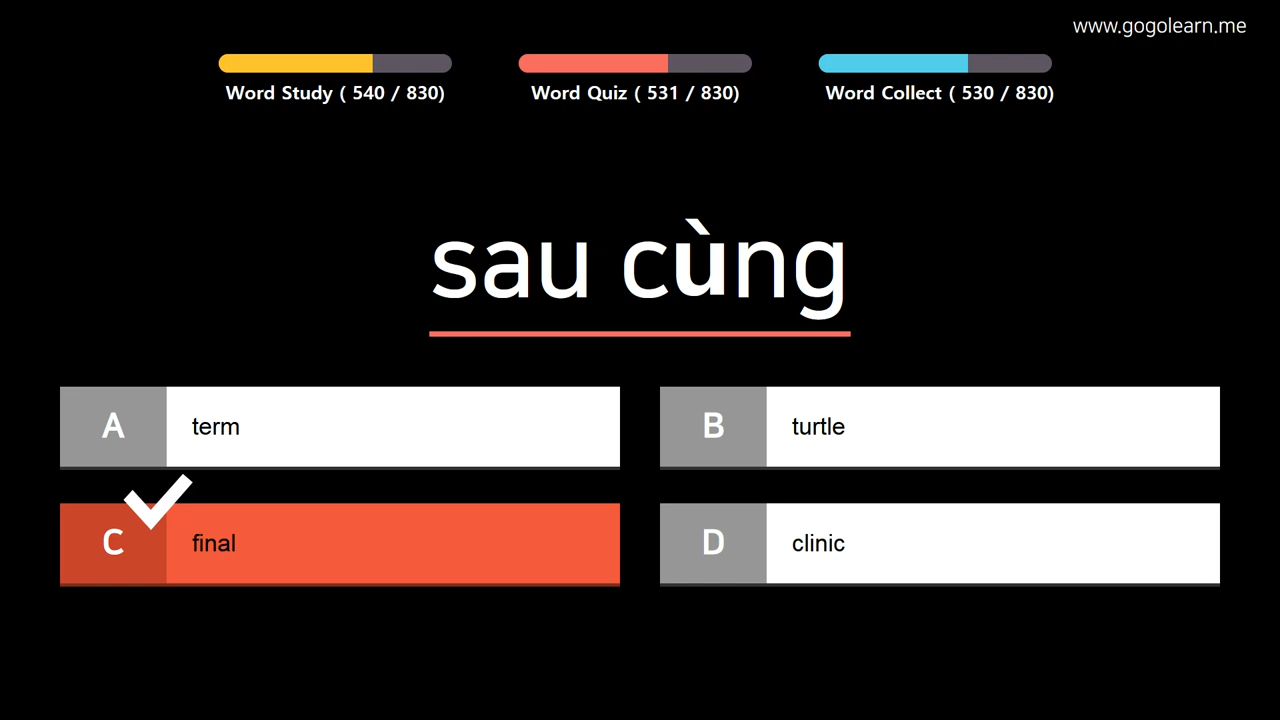 www.gogolearn.me
Word Study ( 540 / 830)
Word Quiz ( 531 / 830)
Word Collect ( 530 / 830)
sau cùng
A term
B turtle
C final
D clinic